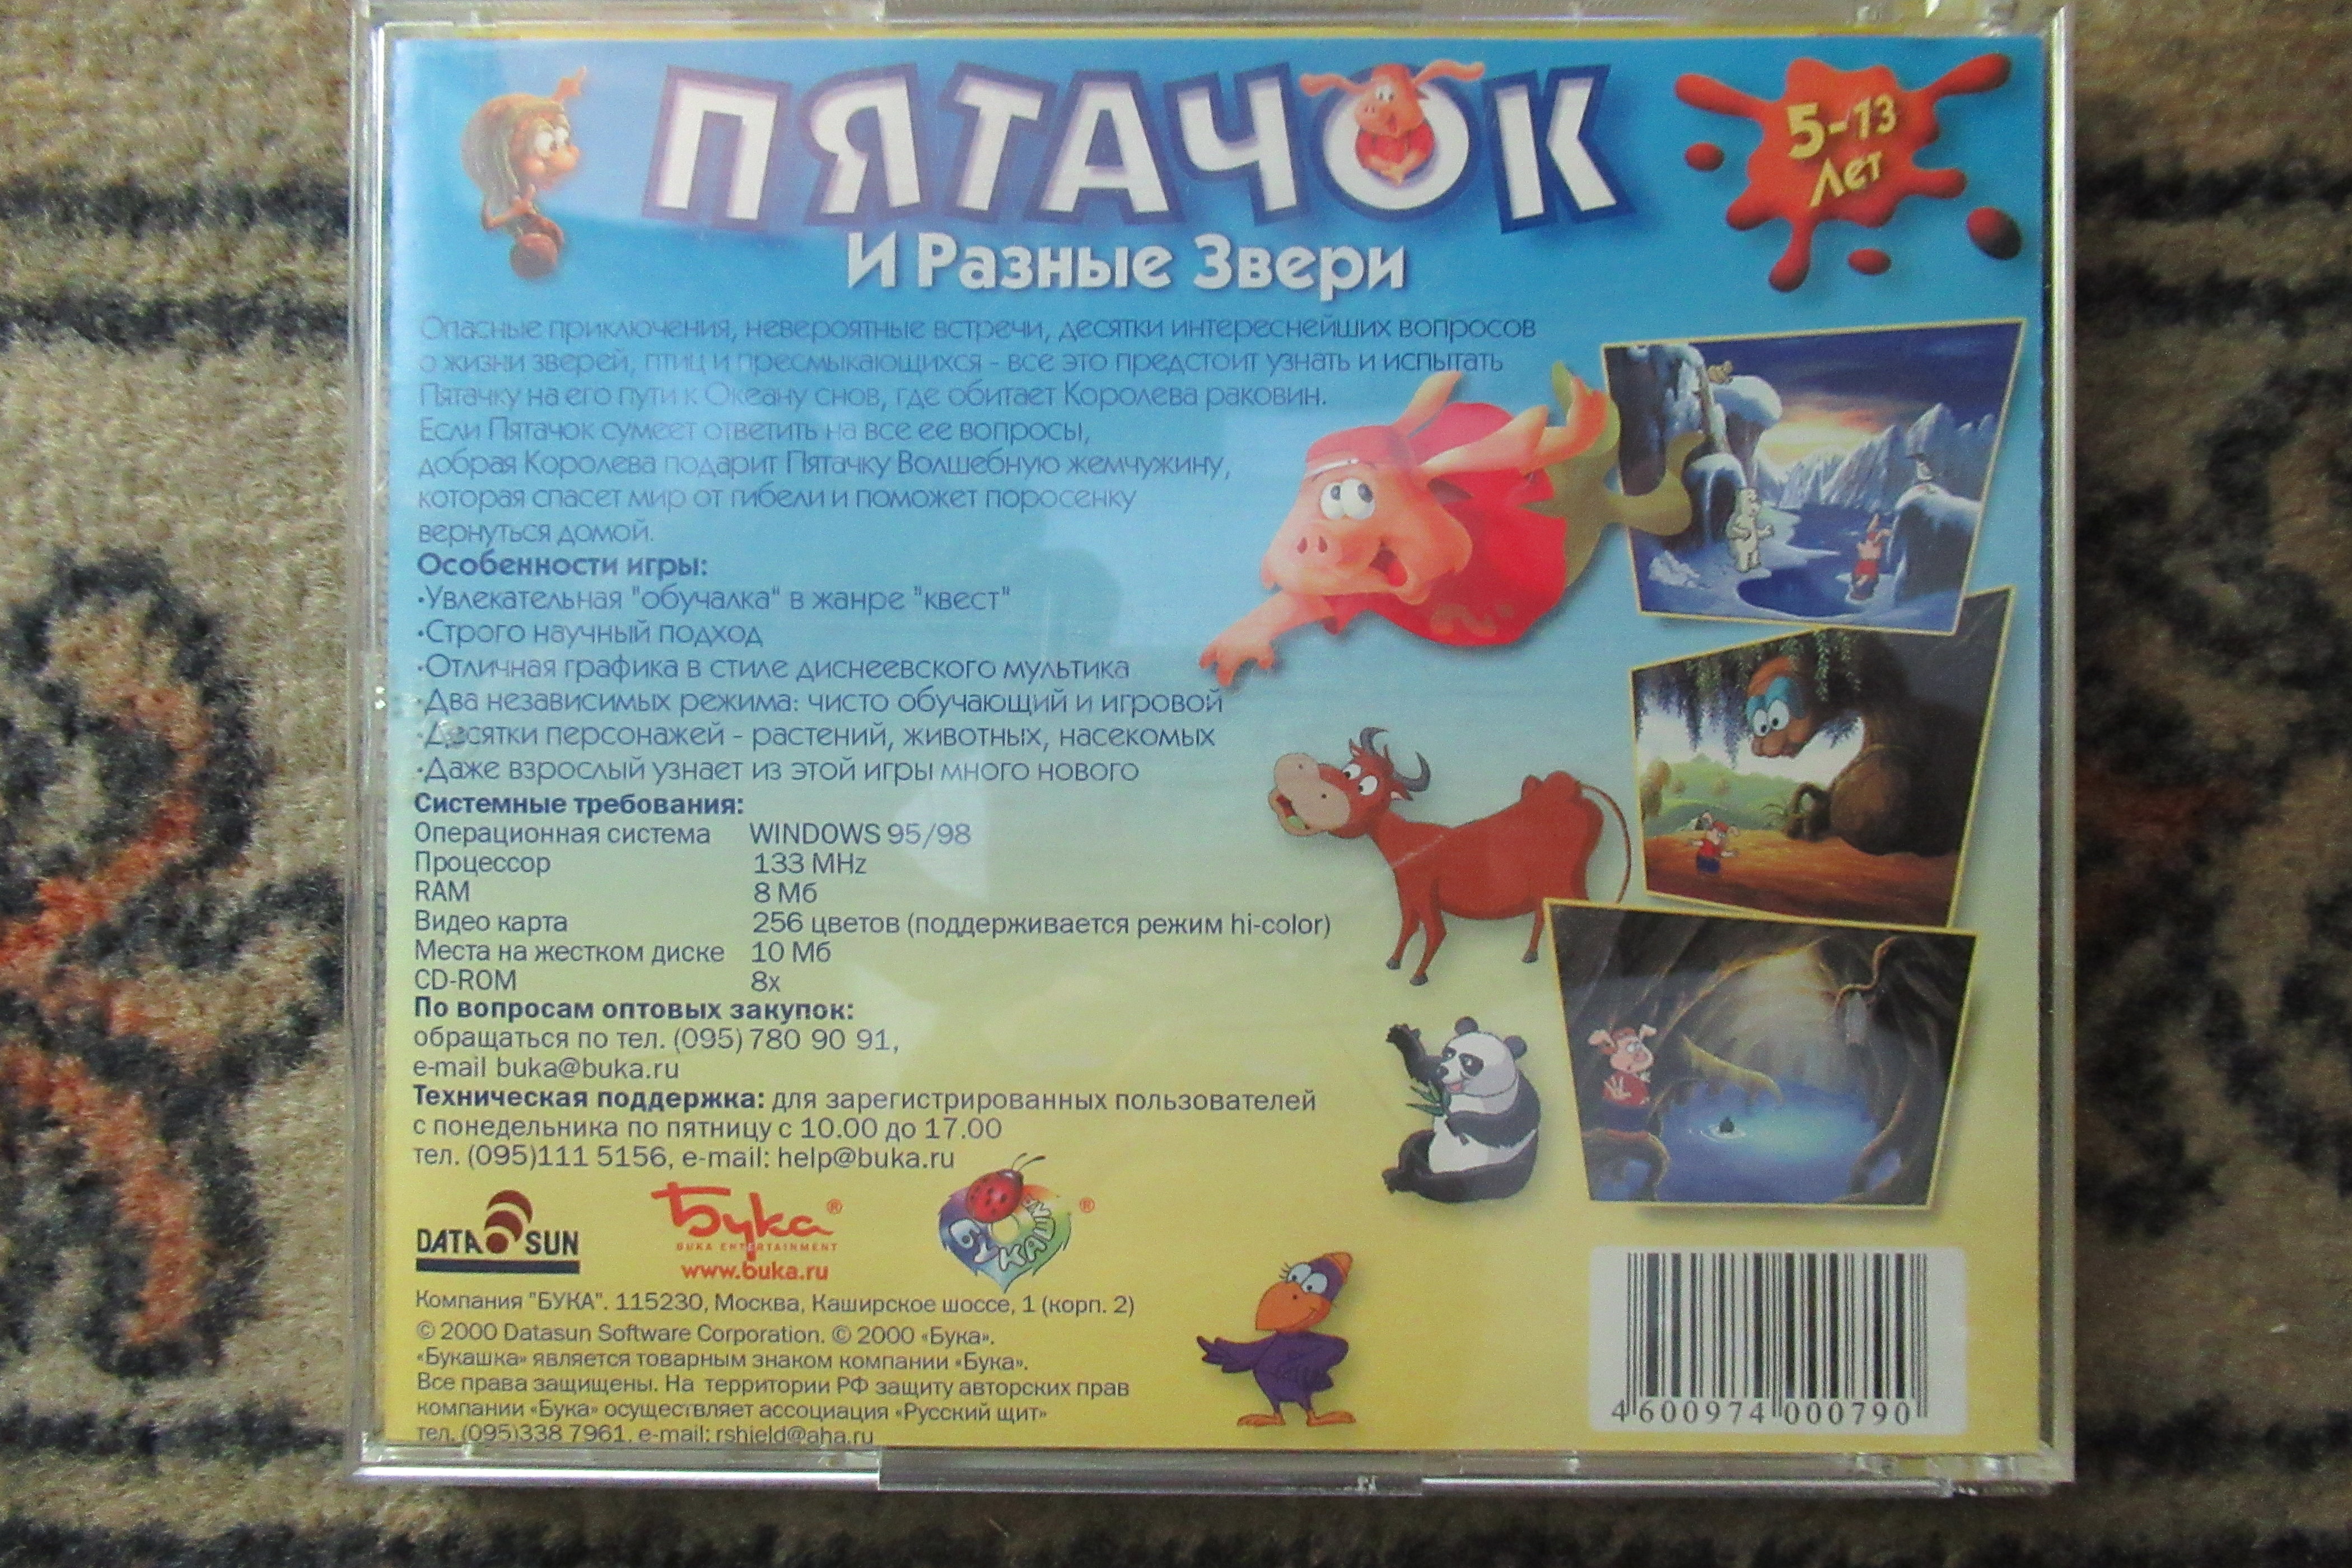 ПЯТАЧОК
И Разные Звери
5-13
Лет
Опасные приключения, невероятные встречи, десятки интереснейших вопросов
о жизни зверей, птиц и пресмыкающихся - все это предстоит узнать и испытать
Пятачку на его пути к Океану снов, где обитает Королева раковин.
Если Пятачок сумеет ответить на все ее вопросы,
добрая Королева подарит Пятачку Волшебную жемчужину,
которая спасет мир от гибели и поможет поросенку
вернуться домой.
Особенности игры:
·Увлекательная "обучалка" в жанре "квест"
·Строго научный подход
·Отличная графика в стиле диснеевского мультика
·Два независимых режима: чисто обучающий и игровой
·Десятки персонажей - растений, животных, насекомых
·Даже взрослый узнает из этой игры много нового
Системные требования:
Операционная система WINDOWS 95/98
Процессор 133 MHz
RAM 8 Мб
Видео карта 256 цветов (поддерживается режим hi-color)
Места на жестком диске 10 Мб
CD-ROM 8x
По вопросам оптовых закупок:
обращаться по тел. (095) 780 90 91,
e-mail buka@buka.ru
Техническая поддержка: для зарегистрированных пользователей
с понедельника по пятницу с 10.00 до 17.00
тел. (095)111 5156, e-mail: help@buka.ru
DATA SUN
Бука®
BUKA ENTERTAINMENT
www.buka.ru
БУКАШКА ®
Компания "БУКА". 115230, Москва, Каширское шоссе, 1 (корп. 2)
© 2000 Datasun Software Corporation. © 2000 «Бука».
«Букашка» является товарным знаком компании «Бука».
Все права защищены. На территории РФ защиту авторских прав
компании «Бука» осуществляет ассоциация «Русский щит»
тел. (095)338 7961, e-mail: rshield@aha.ru
4 600974 000790